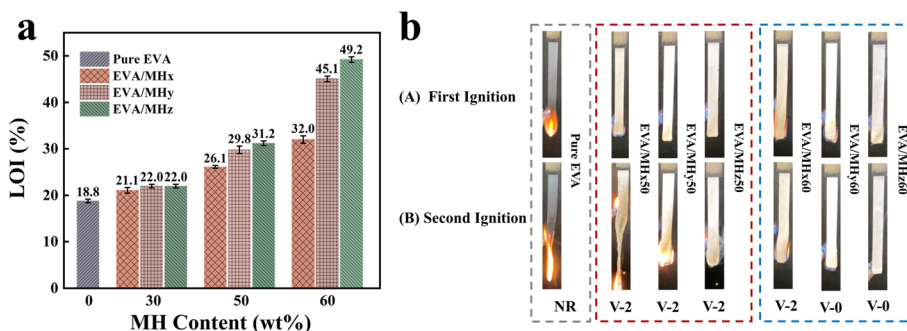 a
LOI (%)
50
40
30
20
10
0
Pure EVA
EVA/MHx
EVA/MHy
EVA/MHz
18.8
21.1
22.0
22.0
26.1
29.8
31.2
32.0
45.1
49.2
0
30
50
60
MH Content (wt%)
b
(A) First Ignition
(B) Second Ignition
Pure EVA
EVA/MHx50
EVA/MHy50
EVA/MHz50
EVA/MHx60
EVA/MHy60
EVA/MHz60
NR
V-2
V-2
V-2
V-2
V-0
V-0